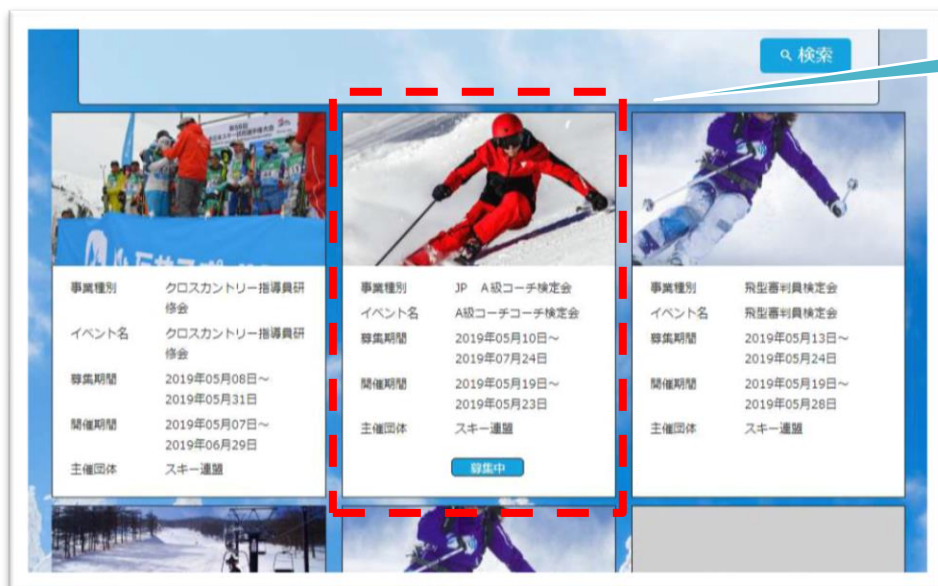 検索
事業種別 クロスカントリー指導員研
修会
イベント名 クロスカントリー指導員研
修会
募集期間 2019年05月08日～
2019年05月31日
開催期間 2019年05月07日～
2019年06月29日
主催団体 スキー連盟
事業種別 JP A級コーチ検定会
イベント名 A級コーチコーチ検定会
募集期間 2019年05月10日～
2019年07月24日
開催期間 2019年05月19日～
2019年05月23日
主催団体 スキー連盟
募集中
事業種別 飛型審判員検定会
イベント名 飛型審判員検定会
募集期間 2019年05月13日～
2019年05月24日
開催期間 2019年05月19日～
2019年05月28日
主催団体 スキー連盟